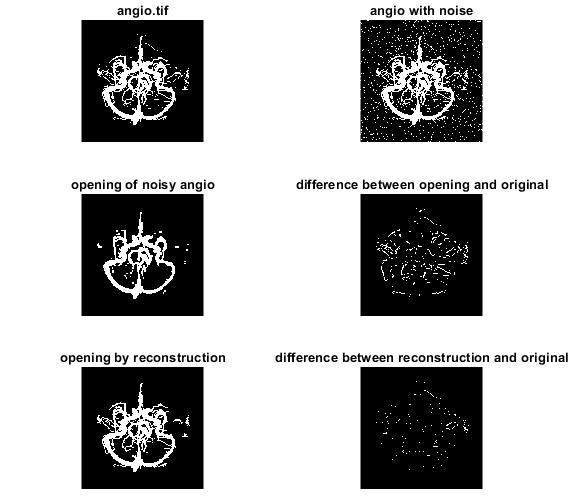 angio.tif
angio with noise
opening of noisy angio
difference between opening and original
opening by reconstruction
difference between reconstruction and original